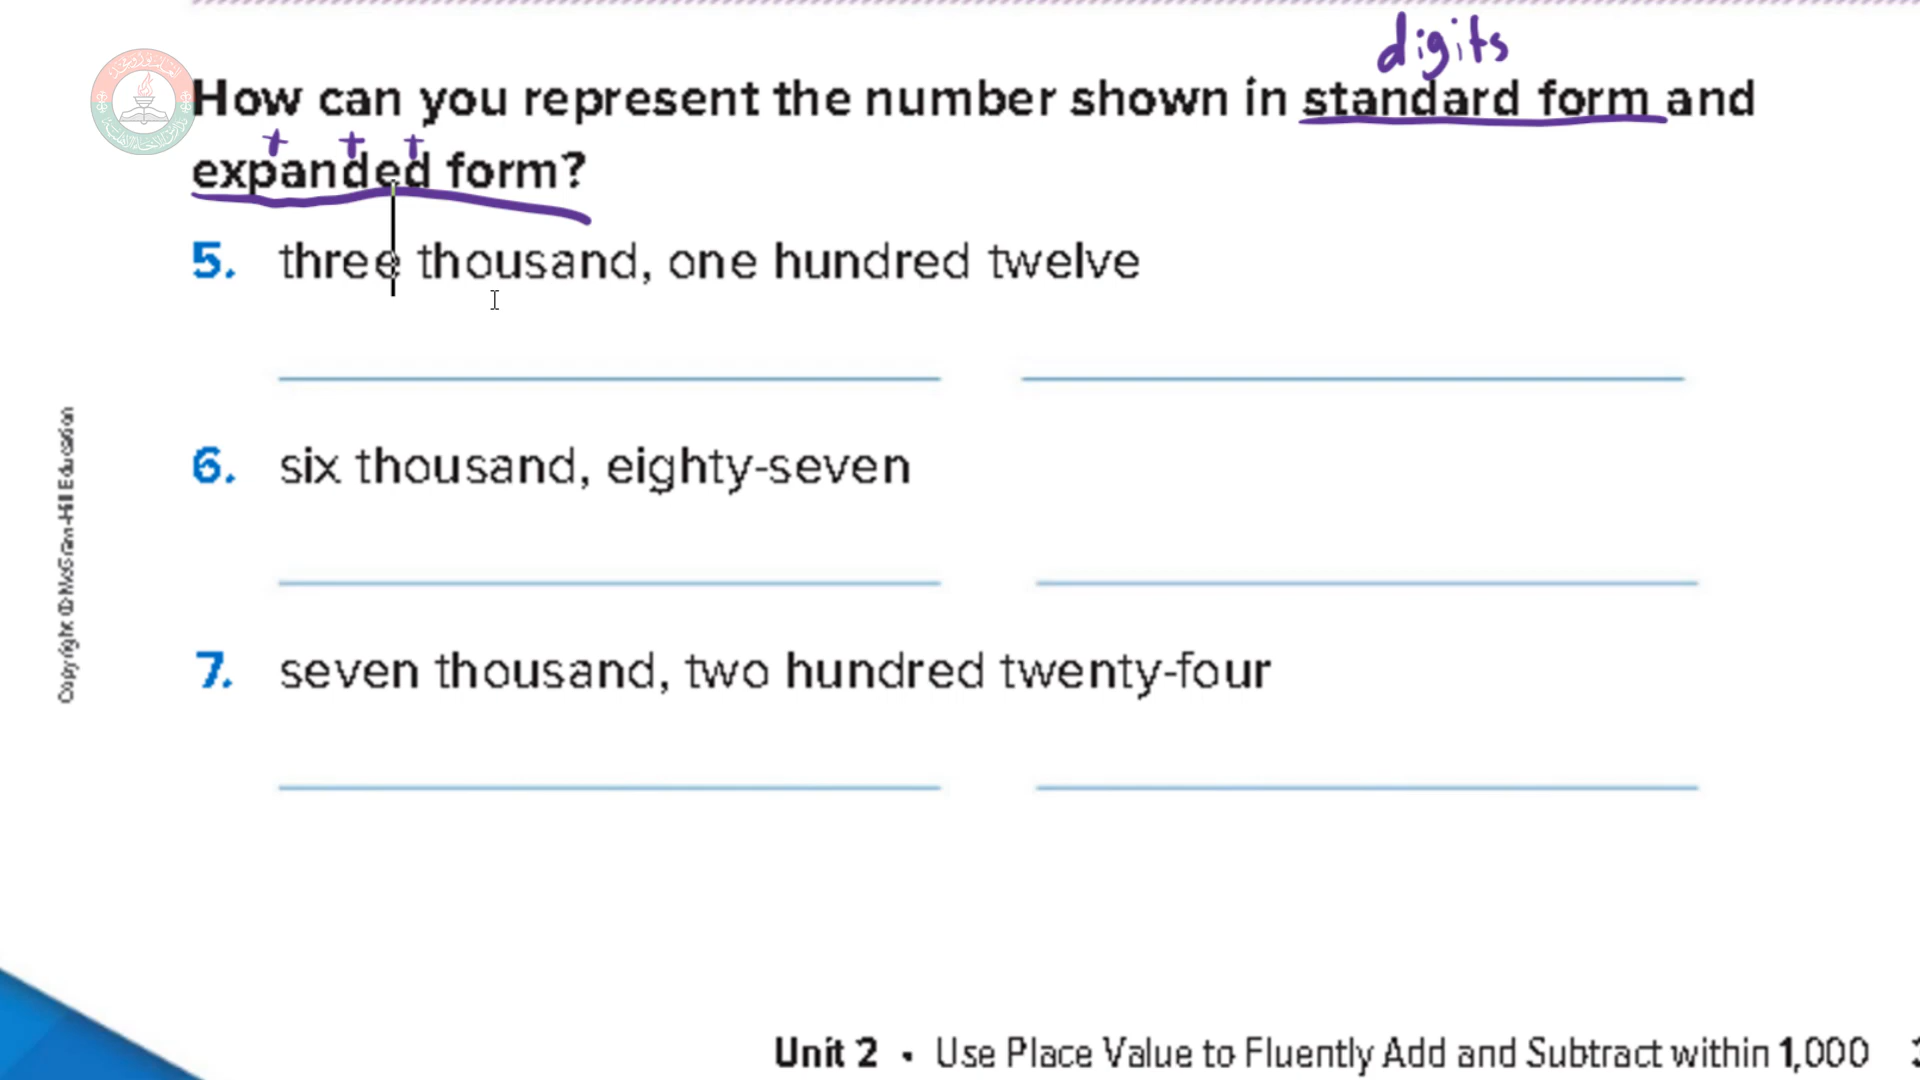 digits
How can you represent the number shown in standard form and
+ + +
expanded form?
5. three thousand, one hundred twelve
6. six thousand, eighty-seven
7. seven thousand, two hundred twenty-four
Copyright © McGraw-Hill Education
Unit 2 • Use Place Value to Fluently Add and Subtract within 1,000